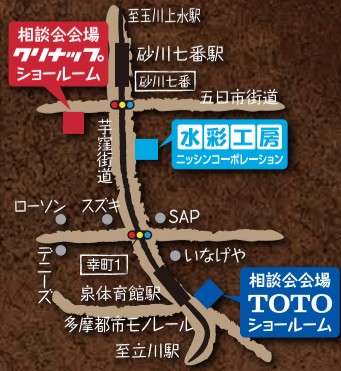 至玉川上水駅
相談会会場
クリナップ
ショールーム
砂川七番駅
砂川七番
五日市街道
芋窪街道
水彩工房
ニッシンコーポレーション
ローソン
スズキ
SAP
デニーズ
幸町1
いなげや
泉体育館駅
相談会会場
TOTO
ショールーム
多摩都市モノレール
至立川駅